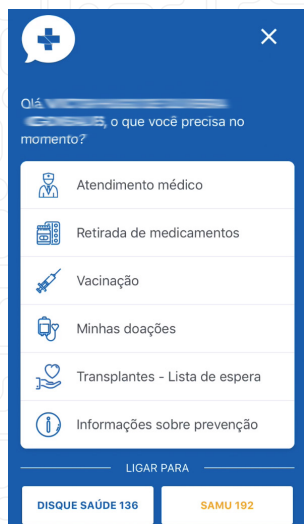 Olá
, o que você precisa no
momento?
Atendimento médico
Retirada de medicamentos
Vacinação
Minhas doações
Transplantes - Lista de espera
Informações sobre prevenção
LIGAR PARA
DISQUE SAÚDE 136
SAMU 192